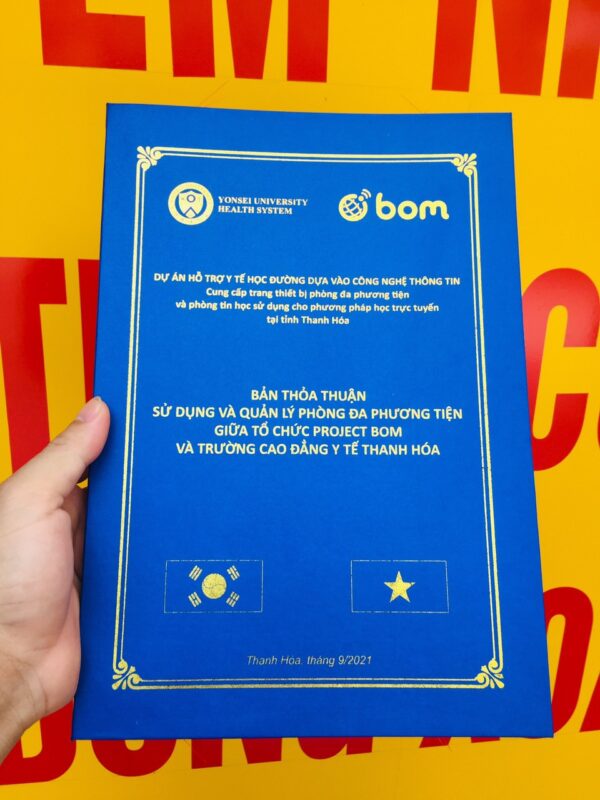 EM N
YONSEI UNIVERSITY
HEALTH SYSTEM
bom
DỰ ÁN HỖ TRỢ Y TẾ HỌC ĐƯỜNG DỰA VÀO CÔNG NGHỆ THÔNG TIN
Cung cấp trang thiết bị phòng đa phương tiện
và phòng tin học sử dụng cho phương pháp học trực tuyến
tại tỉnh Thanh Hóa
BẢN THỎA THUẬN
SỬ DỤNG VÀ QUẢN LÝ PHÒNG ĐA PHƯƠNG TIỆN
GIỮA TỔ CHỨC PROJECT BOM
VÀ TRƯỜNG CAO ĐẲNG Y TẾ THANH HÓA
Thanh Hóa, tháng 9/2021